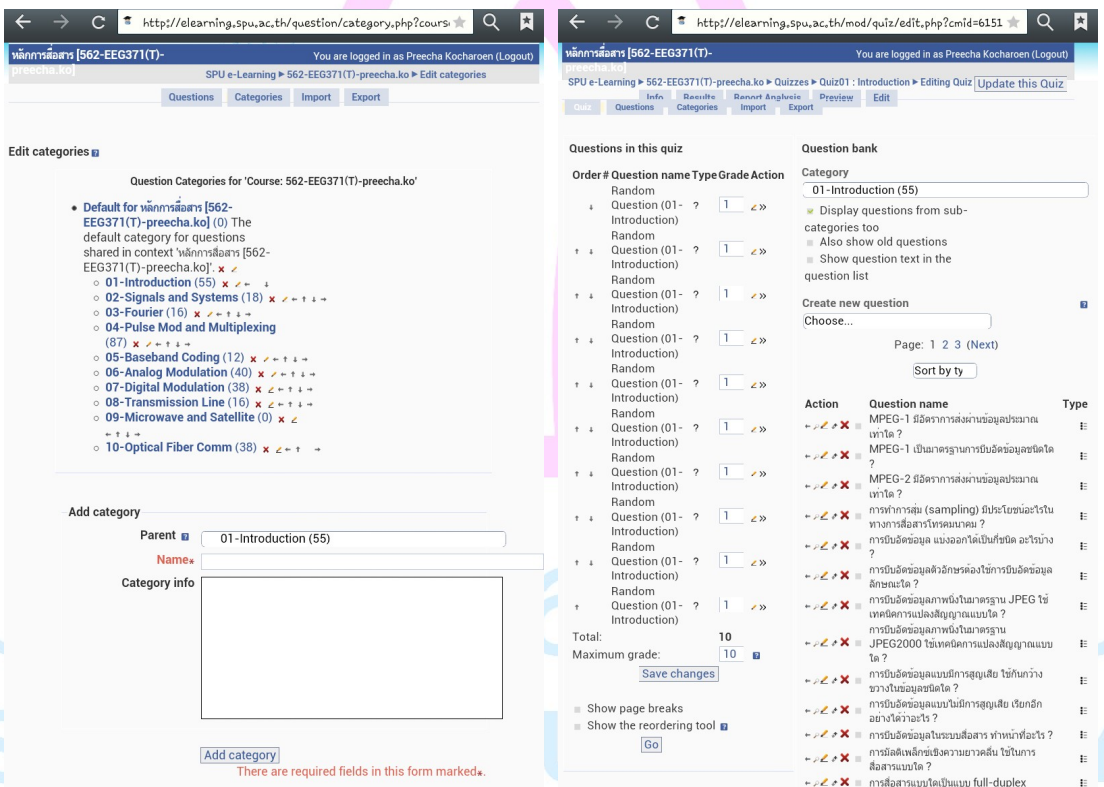 http://elearning.spu.ac.th/question/category.php?cours
หลักการสื่อสาร [562-EEG371(T)-
preecha.ko]
You are logged in as Preecha Kocharoen (Logout)
SPU e-Learning ► 562-EEG371(T)-preecha.ko ► Edit categories
Questions Categories Import Export
Edit categories
Question Categories for 'Course: 562-EEG371(T)-preecha.ko'
Default for หลักการสื่อสาร [562-
EEG371(T)-preecha.ko] (0) The
default category for questions
shared in context 'หลักการสื่อสาร [562-
EEG371(T)-preecha.ko]'.
01-Introduction (55)
02-Signals and Systems (18)
03-Fourier (16)
04-Pulse Mod and Multiplexing
(87)
05-Baseband Coding (12)
06-Analog Modulation (40)
07-Digital Modulation (38)
08-Transmission Line (16)
09-Microwave and Satellite (0)
10-Optical Fiber Comm (38)
Add category
Parent 01-Introduction (55)
Name*
Category info
Add category
There are required fields in this form marked*.
http://elearning.spu.ac.th/mod/quiz/edit.php?cmid=6151
หลักการสื่อสาร [562-EEG371(T)-
preecha.ko]
You are logged in as Preecha Kocharoen (Logout)
SPU e-Learning ► 562-EEG371(T)-preecha.ko ► Quizzes ► Quiz01 : Introduction ► Editing Quiz Update this Quiz
Info Results Report Analysis Preview Edit
Quiz Questions Categories Import Export
Questions in this quiz
Order # Question name Type Grade Action
Random
Question (01- ? 1
Introduction)
Random
Question (01- ? 1
Introduction)
Random
Question (01- ? 1
Introduction)
Random
Question (01- ? 1
Introduction)
Random
Question (01- ? 1
Introduction)
Random
Question (01- ? 1
Introduction)
Random
Question (01- ? 1
Introduction)
Random
Question (01- ? 1
Introduction)
Random
Question (01- ? 1
Introduction)
Random
Question (01- ? 1
Introduction)
Total: 10
Maximum grade: 10
Save changes
Show page breaks
Show the reordering tool
Go
Question bank
Category
01-Introduction (55)
Display questions from sub-
categories too
Also show old questions
Show question text in the
question list
Create new question
Choose...
Page: 1 2 3 (Next)
Sort by ty
Action Question name Type
MPEG-1 มีอัตราการส่งผ่านข้อมูลประมาณ
เท่าใด ?
MPEG-1 เป็นมาตรฐานการบีบอัดข้อมูลชนิดใด
?
MPEG-2 มีอัตราการส่งผ่านข้อมูลประมาณ
เท่าใด ?
การทำการสุ่ม (sampling) มีประโยชน์อะไรใน
ทางการสื่อสารโทรคมนาคม ?
การบีบอัดข้อมูล แบ่งออกได้เป็นกี่ชนิด อะไรบ้าง
?
การบีบอัดข้อมูลตัวอักษรต้องใช้การบีบอัดข้อมูล
ลักษณะใด ?
การบีบอัดข้อมูลภาพนิ่งในมาตรฐาน JPEG ใช้
เทคนิคการแปลงสัญญาณแบบใด ?
การบีบอัดข้อมูลภาพนิ่งในมาตรฐาน
JPEG2000 ใช้เทคนิคการแปลงสัญญาณแบบ
ใด ?
การบีบอัดข้อมูลแบบมีการสูญเสีย ใช้กันกว้าง
ขวางในข้อมูลชนิดใด ?
การบีบอัดข้อมูลแบบไม่มีการสูญเสีย เรียกอีก
อย่างได้ว่าอะไร ?
การบีบอัดข้อมูลในระบบสื่อสาร ทำหน้าที่อะไร ?
การมัลติเพล็กซ์เชิงความยาวคลื่น ใช้ในการ
สื่อสารแบบใด ?
การสื่อสารแบบใดเป็นแบบ full-duplex